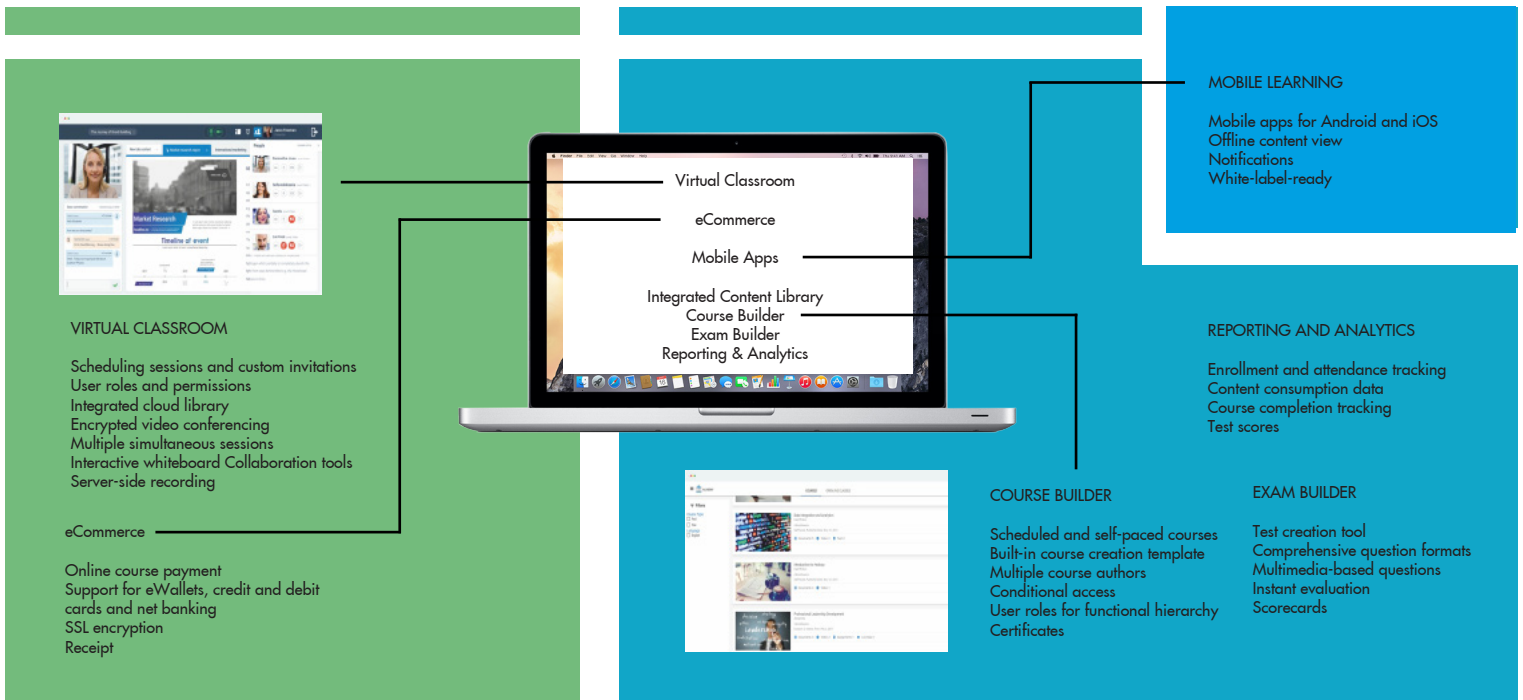 MOBILE LEARNING
Mobile apps for Android and iOS
Offline content view
Notifications
White-label-ready
Virtual Classroom
eCommerce
Mobile Apps
Integrated Content Library
Course Builder
Exam Builder
Reporting & Analytics
Market Research
Timeline of event
VIRTUAL CLASSROOM
Scheduling sessions and custom invitations
User roles and permissions
Integrated cloud library
Encrypted video conferencing
Multiple simultaneous sessions
Interactive whiteboard Collaboration tools
Server-side recording
eCommerce
Online course payment
Support for eWallets, credit and debit
cards and net banking
SSL encryption
Receipt
REPORTING AND ANALYTICS
Enrollment and attendance tracking
Content consumption data
Course completion tracking
Test scores
COURSE BUILDER
Scheduled and self-paced courses
Built-in course creation template
Multiple course authors
Conditional access
User roles for functional hierarchy
Certificates
EXAM BUILDER
Test creation tool
Comprehensive question formats
Multimedia-based questions
Instant evaluation
Scorecards